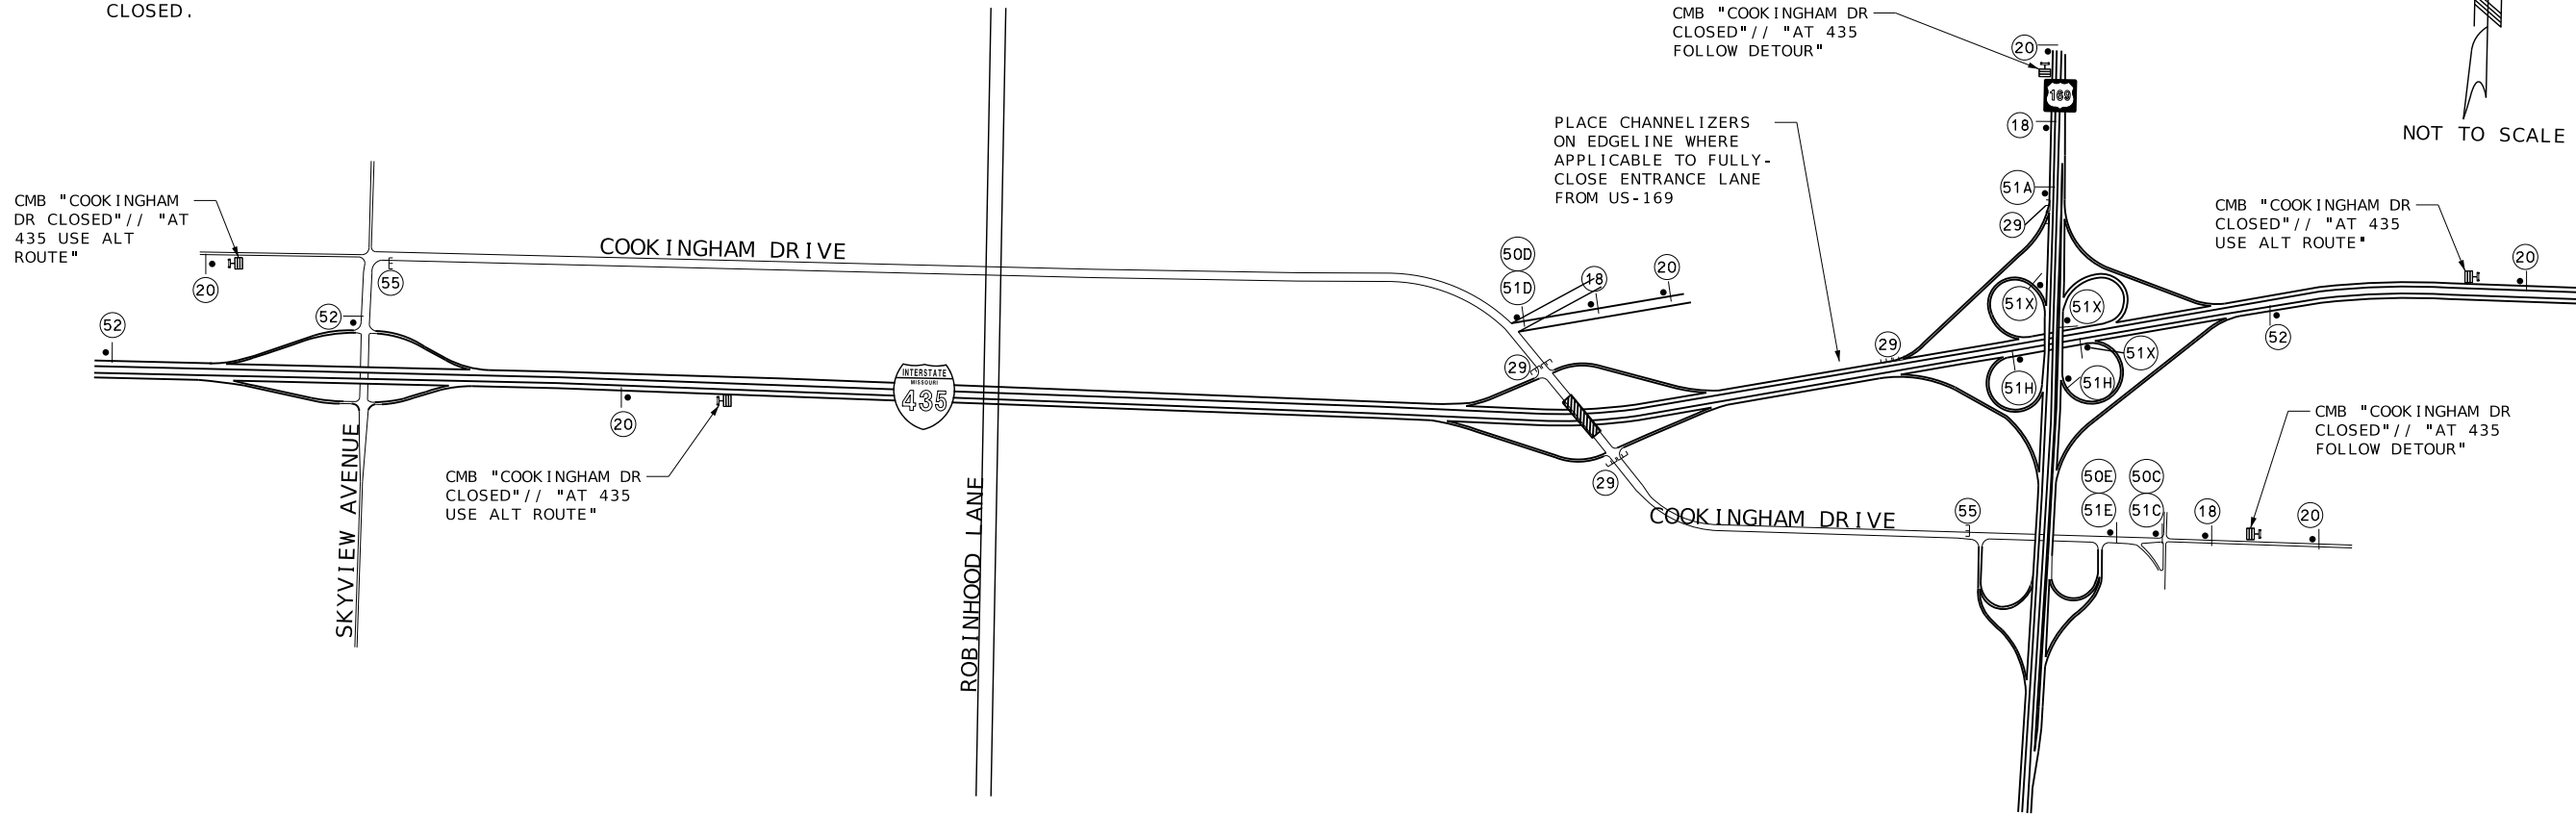 CLOSED.
CMB "COOKINGHAM DR
CLOSED"// "AT 435
FOLLOW DETOUR"
20
169
18
NOT TO SCALE
PLACE CHANNELIZERS
ON EDGELINE WHERE
APPLICABLE TO FULLY-
CLOSE ENTRANCE LANE
FROM US-169
51A
29
CMB "COOKINGHAM
DR CLOSED"// "AT
435 USE ALT
ROUTE"
CMB "COOKINGHAM DR
CLOSED"// "AT 435
USE ALT ROUTE"
COOKINGHAM DRIVE
50D
51D
18
20
20
20
55
51X
51X
52
52
52
29
51X
29
51H
51H
INTERSTATE
MISSOURI
435
20
CMB "COOKINGHAM DR
CLOSED"// "AT 435
USE ALT ROUTE"
CMB "COOKINGHAM DR
CLOSED"// "AT 435
FOLLOW DETOUR"
SKYVIEW AVENUE
ROBINHOOD LANE
29
COOKINGHAM DRIVE
55
50E
51E
50C
51C
18
20